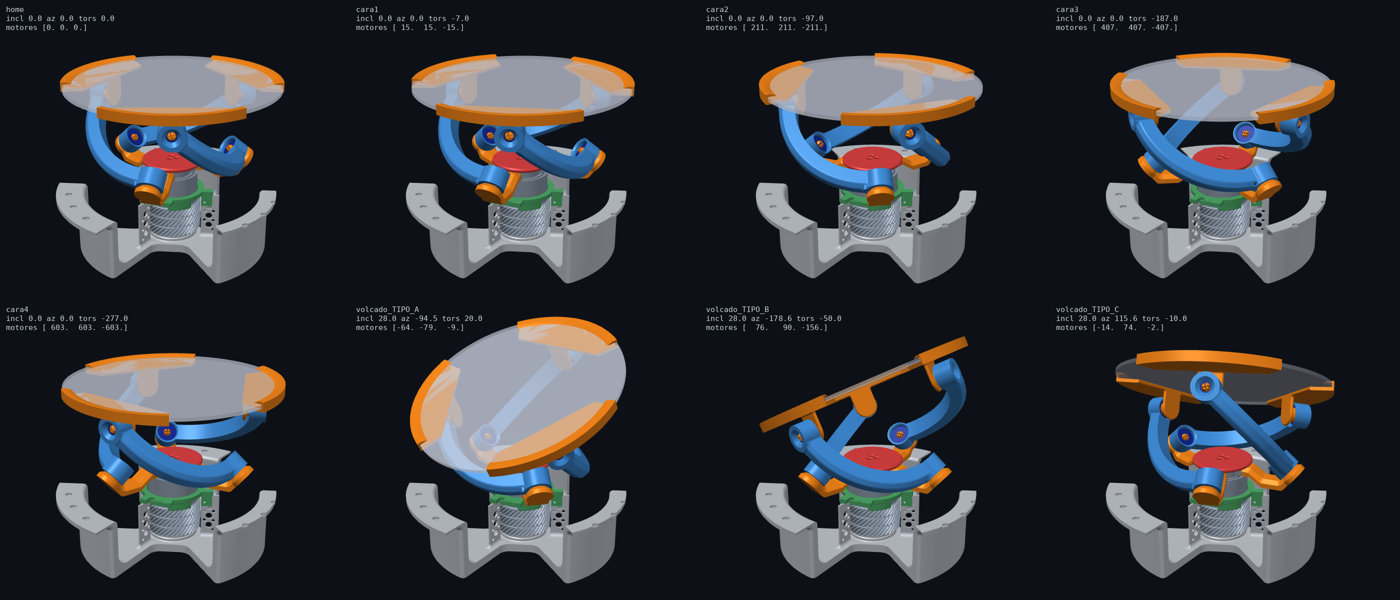 home
incl 0.0 az 0.0 tors 0.0
motores [0. 0. 0.]
cara1
incl 0.0 az 0.0 tors -7.0
motores [ 15.  15. -15.]
cara2
incl 0.0 az 0.0 tors -97.0
motores [ 211.  211. -211.]
cara3
incl 0.0 az 0.0 tors -187.0
motores [ 407.  407. -407.]
cara4
incl 0.0 az 0.0 tors -277.0
motores [ 603.  603. -603.]
volcado_TIPO_A
incl 28.0 az -94.5 tors 20.0
motores [-64. -79.  -9.]
volcado_TIPO_B
incl 28.0 az -178.6 tors -50.0
motores [  76.   90. -156.]
volcado_TIPO_C
incl 28.0 az 115.6 tors -10.0
motores [-14.  74.  -2.]